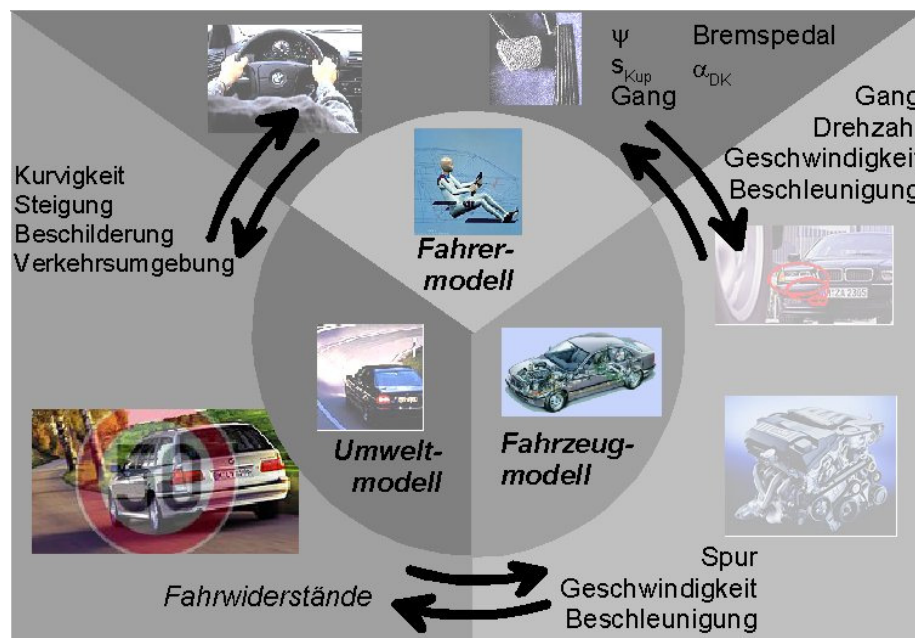 ψ Bremspedal
s_Kup α_DK
Gang
Gang
Drehzahl
Geschwindigkeit
Beschleunigung
Kurvigkeit
Steigung
Beschilderung
Verkehrsumgebung
Fahrer-
modell
Umwelt-
modell
Fahrzeug-
modell
50
Spur
Geschwindigkeit
Beschleunigung
Fahrwiderstände